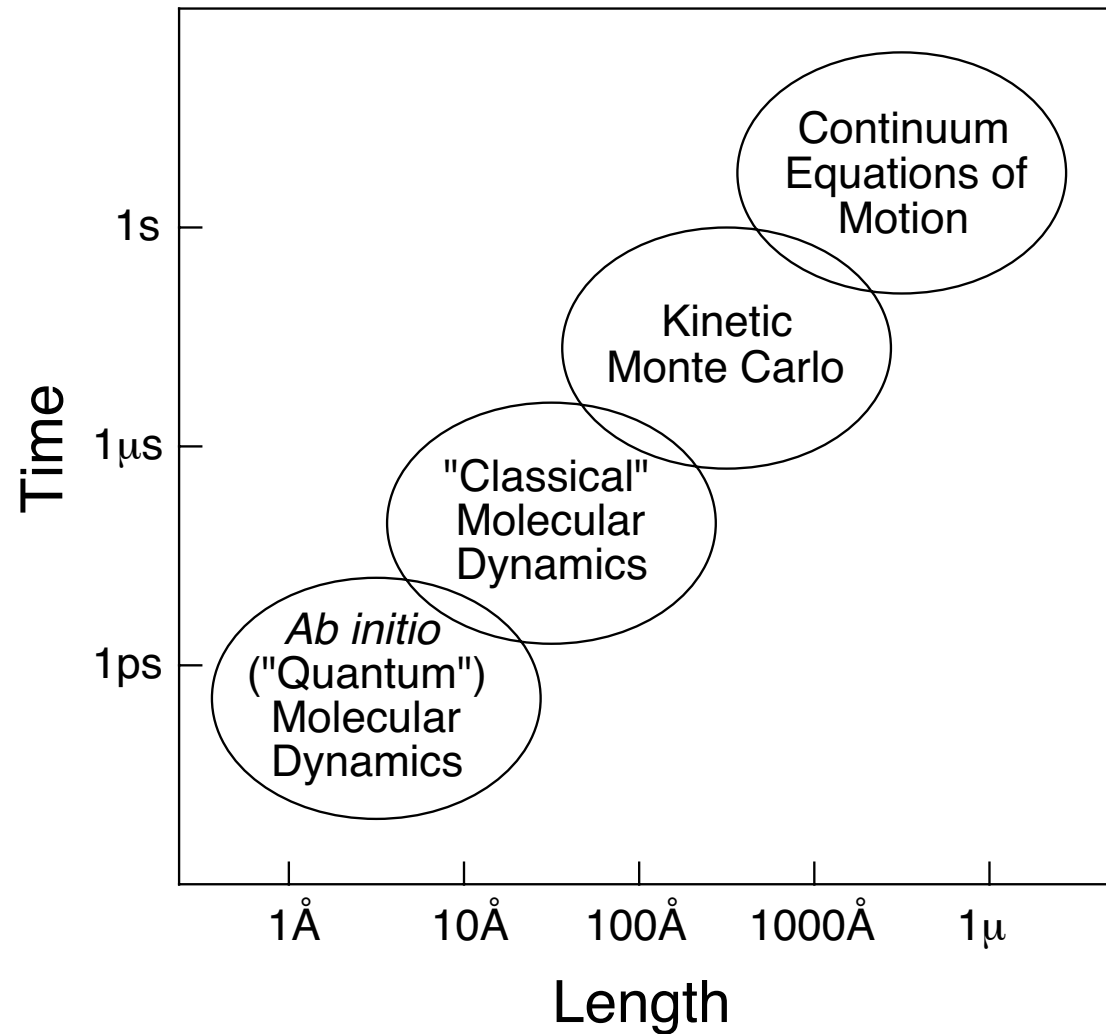 Continuum
Equations of
Motion
1s
Kinetic
Monte Carlo
Time
1μs
"Classical"
Molecular
Dynamics
Ab initio
1ps
("Quantum")
Molecular
Dynamics
1Å 10Å 100Å 1000Å 1μ
Length